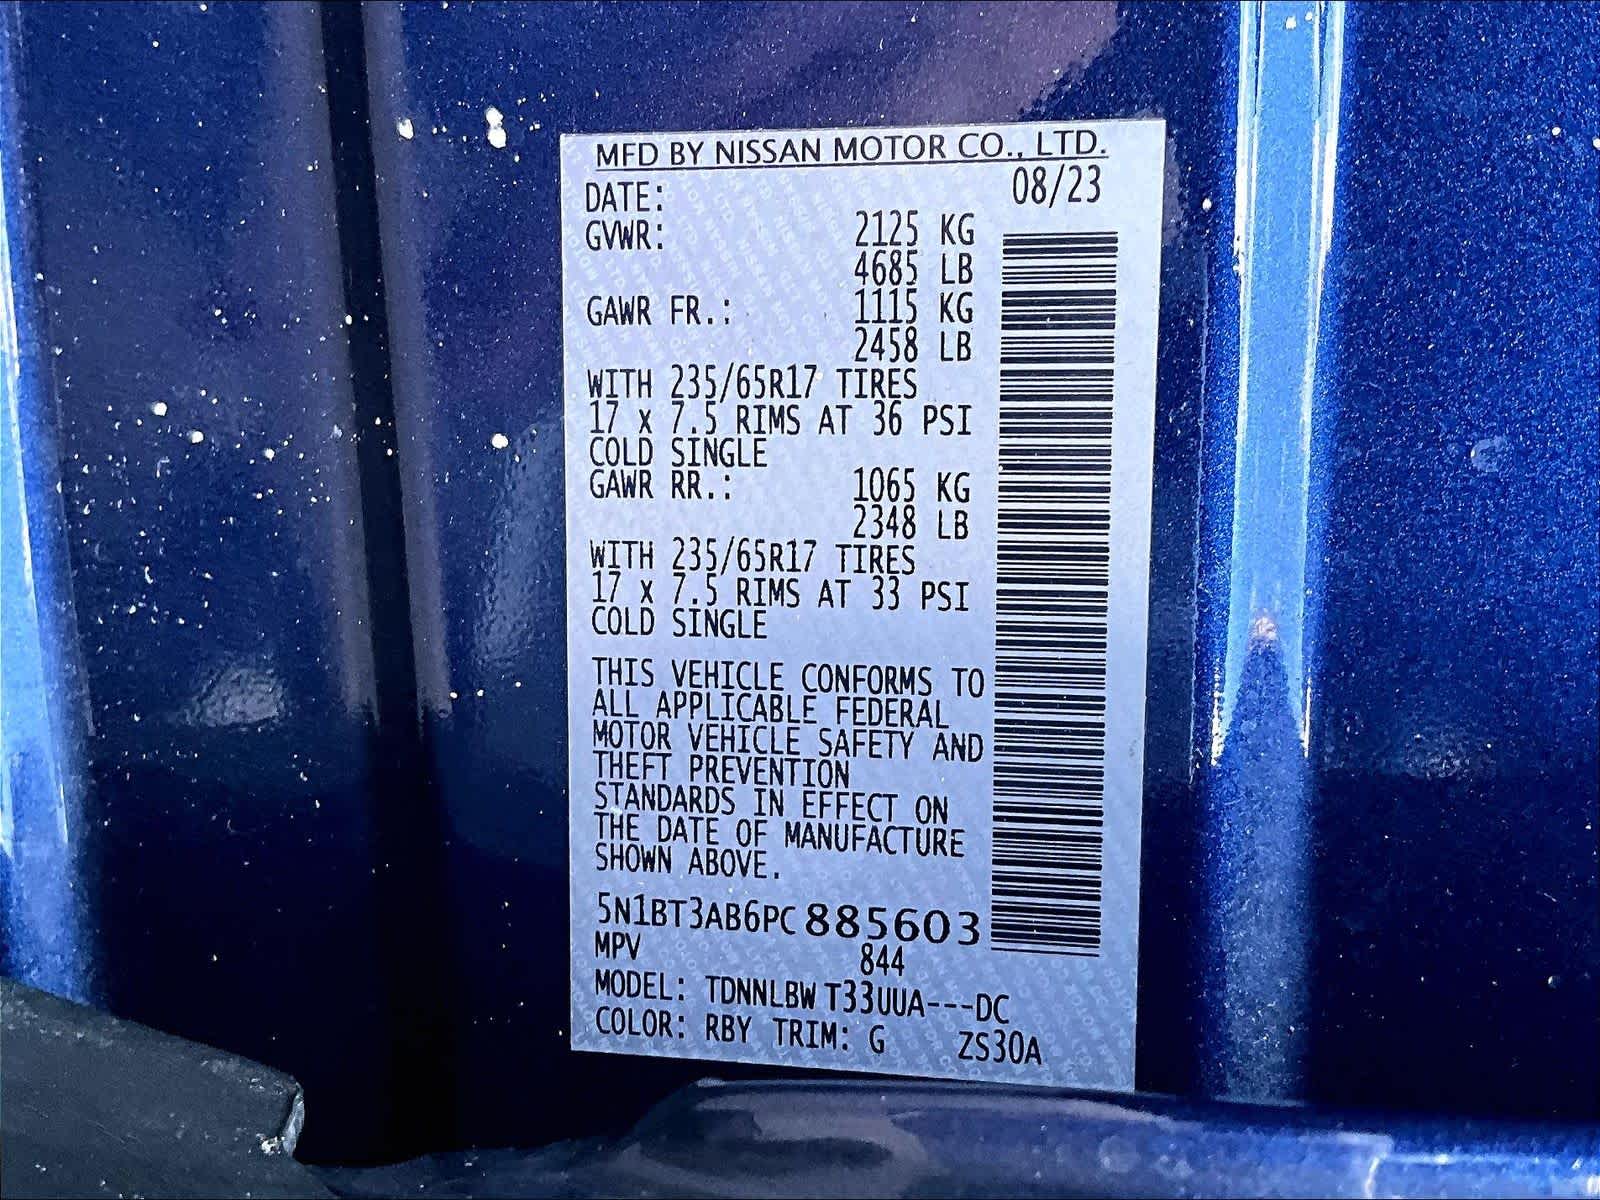 MFD BY NISSAN MOTOR CO., LTD.
DATE: 08/23
GVWR: 2125 KG
4685 LB
GAWR FR.: 1115 KG
2458 LB
WITH 235/65R17 TIRES
17 x 7.5 RIMS AT 36 PSI
COLD SINGLE
GAWR RR.: 1065 KG
2348 LB
WITH 235/65R17 TIRES
17 x 7.5 RIMS AT 33 PSI
COLD SINGLE
THIS VEHICLE CONFORMS TO
ALL APPLICABLE FEDERAL
MOTOR VEHICLE SAFETY AND
THEFT PREVENTION
STANDARDS IN EFFECT ON
THE DATE OF MANUFACTURE
SHOWN ABOVE.
5N1BT3AB6PC885603
MPV 844
MODEL: TDNNLBW T33UUA---DC
COLOR: RBY TRIM: G ZS30A